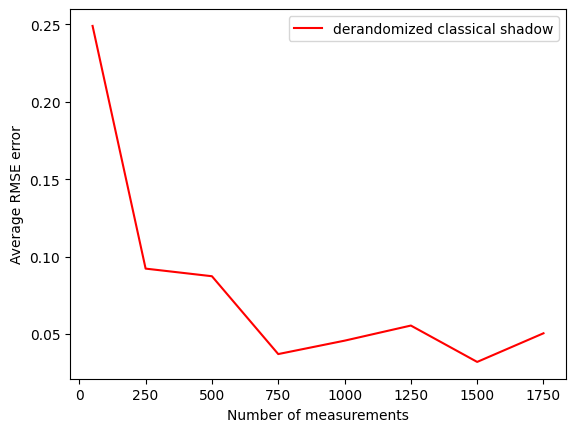 derandomized classical shadow
0.25
0.20
0.15
0.10
0.05
Average RMSE error
0 250 500 750 1000 1250 1500 1750
Number of measurements